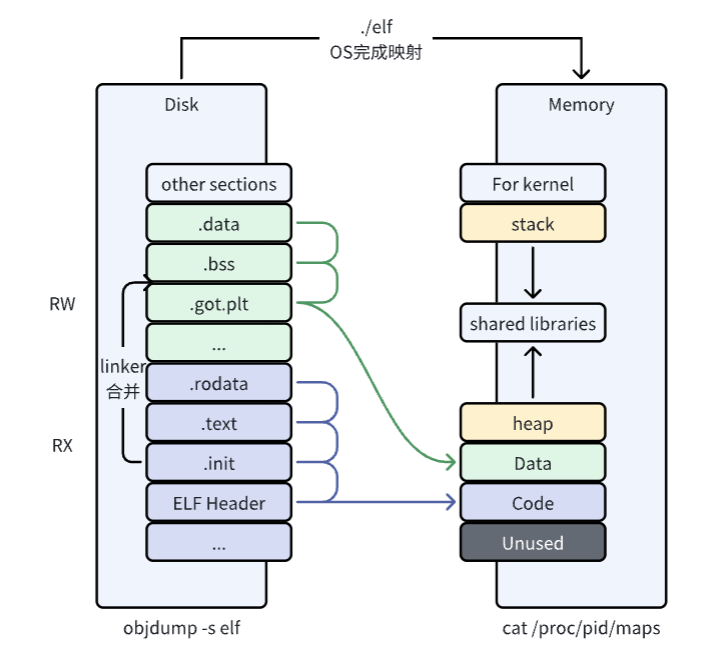 ./elf
OS完成映射
Disk
Memory
other sections
.data
.bss
.got.plt
...
.rodata
.text
.init
ELF Header
...
RW
linker
合并
RX
For kernel
stack
shared libraries
heap
Data
Code
Unused
objdump -s elf
cat /proc/pid/maps